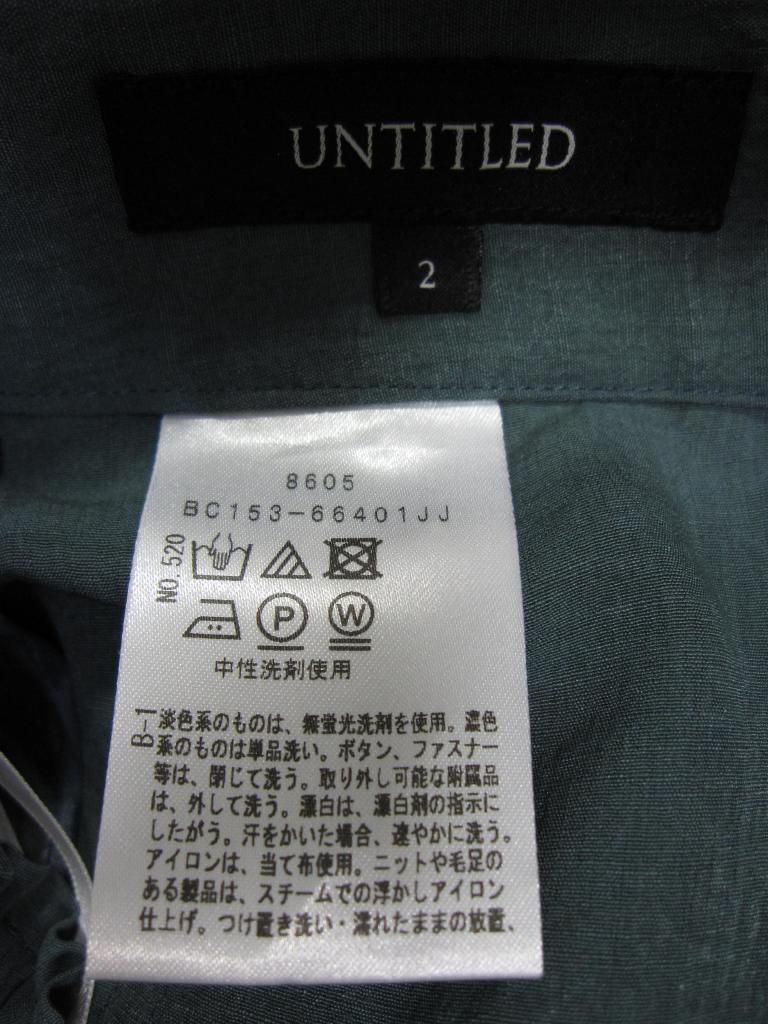 UNTITLED
2
8605
BC153-66401JJ
NO. 520
P
W
中性洗剤使用
B-1
淡色系のものは、無蛍光洗剤を使用。濃色
系のものは単品洗い。ボタン、ファスナー
等は、閉じて洗う。取り外し可能な附属品
は、外して洗う。漂白は、漂白剤の指示に
したがう。汗をかいた場合、速やかに洗う。
アイロンは、当て布使用。ニットや毛足の
ある製品は、スチームでの浮かしアイロン
仕上げ。つけ置き洗い・濡れたままの放置、